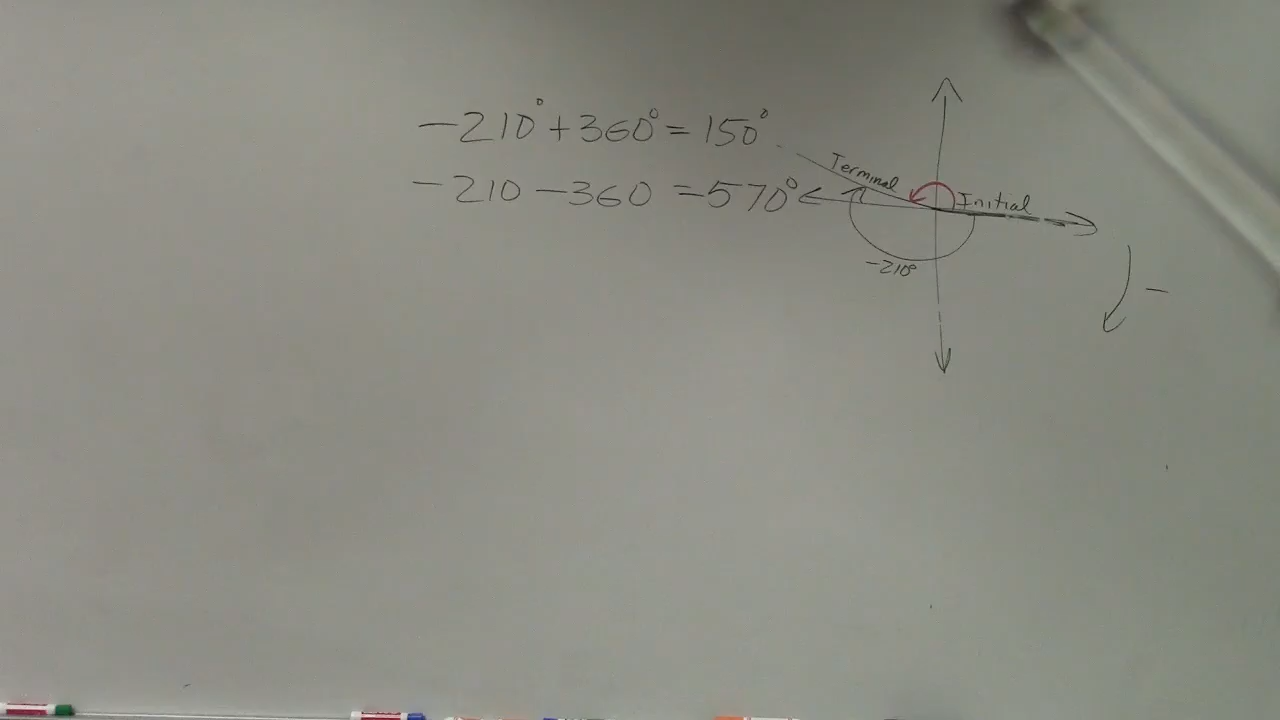 −210° + 360° = 150°
−210 − 360 = 570°
Terminal
Initial
−210°
−